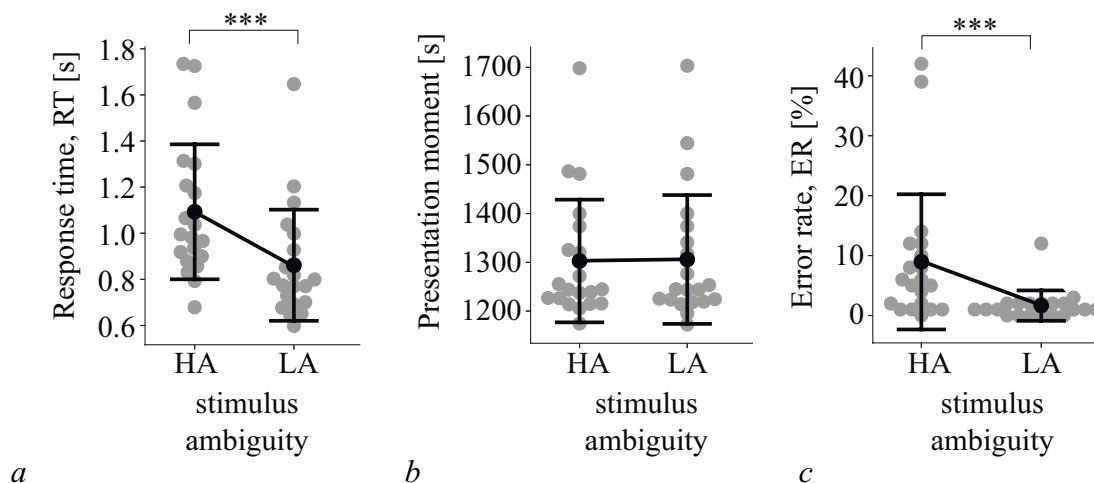 ***
Response time, RT [s]
1.8
1.6
1.4
1.2
1.0
0.8
0.6
HA LA
stimulus
ambiguity
a
Presentation moment [s]
1700
1600
1500
1400
1300
1200
HA LA
stimulus
ambiguity
b
***
Error rate, ER [%]
40
30
20
10
0
HA LA
stimulus
ambiguity
c